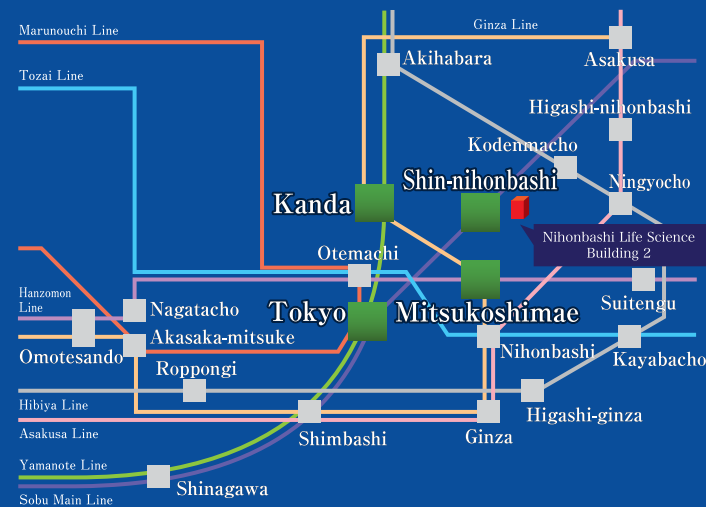 Marunouchi Line
Ginza Line
Akihabara
Asakusa
Tozai Line
Higashi-nihonbashi
Kodenmacho
Shin-nihonbashi
Ningyocho
Kanda
Nihonbashi Life Science
Building 2
Otemachi
Hanzomon
Line
Nagatacho
Tokyo
Mitsukoshimae
Suitengu
Akasaka-mitsuke
Omotesando
Roppongi
Nihonbashi
Kayabacho
Hibiya Line
Higashi-ginza
Asakusa Line
Shimbashi
Ginza
Yamanote Line
Shinagawa
Sobu Main Line